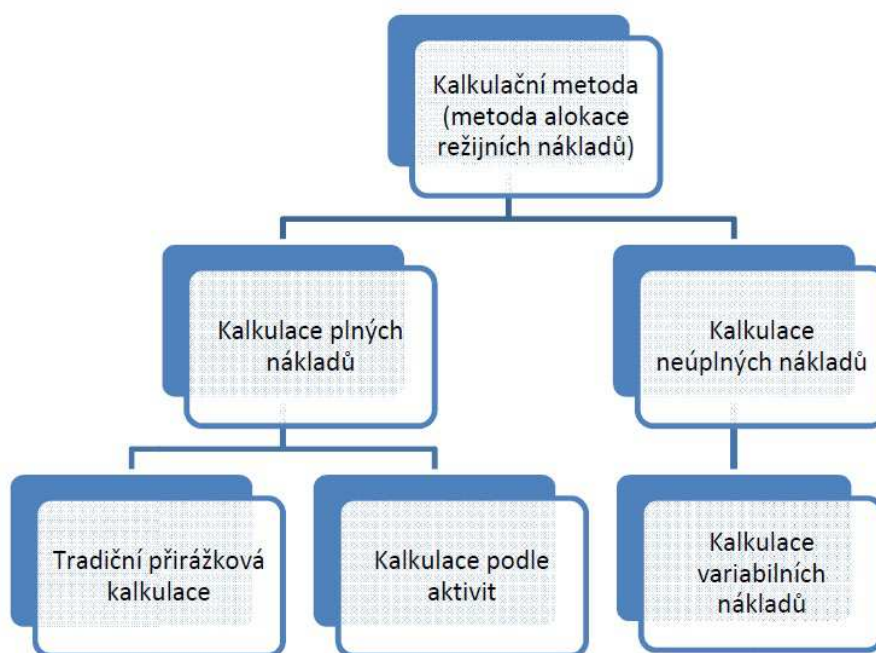 Kalkulační metoda
(metoda alokace
režijních nákladů)
Kalkulace plných
nákladů
Kalkulace
neúplných nákladů
Tradiční přirážková
kalkulace
Kalkulace podle
aktivit
Kalkulace
variabilních
nákladů